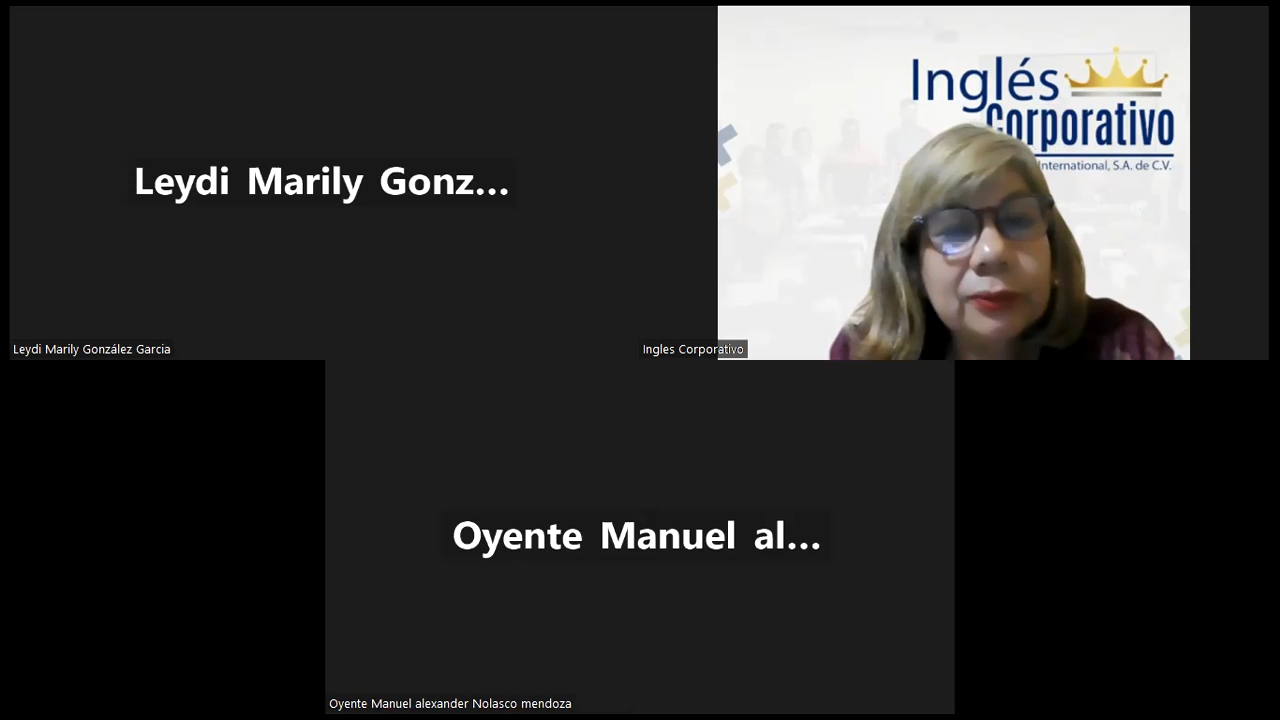 Leydi Marily Gonz...
Leydi Marily González Garcia
Inglés
Corporativo
International, S.A. de C.V.
Ingles Corporativo
Oyente Manuel al...
Oyente Manuel alexander Nolasco mendoza